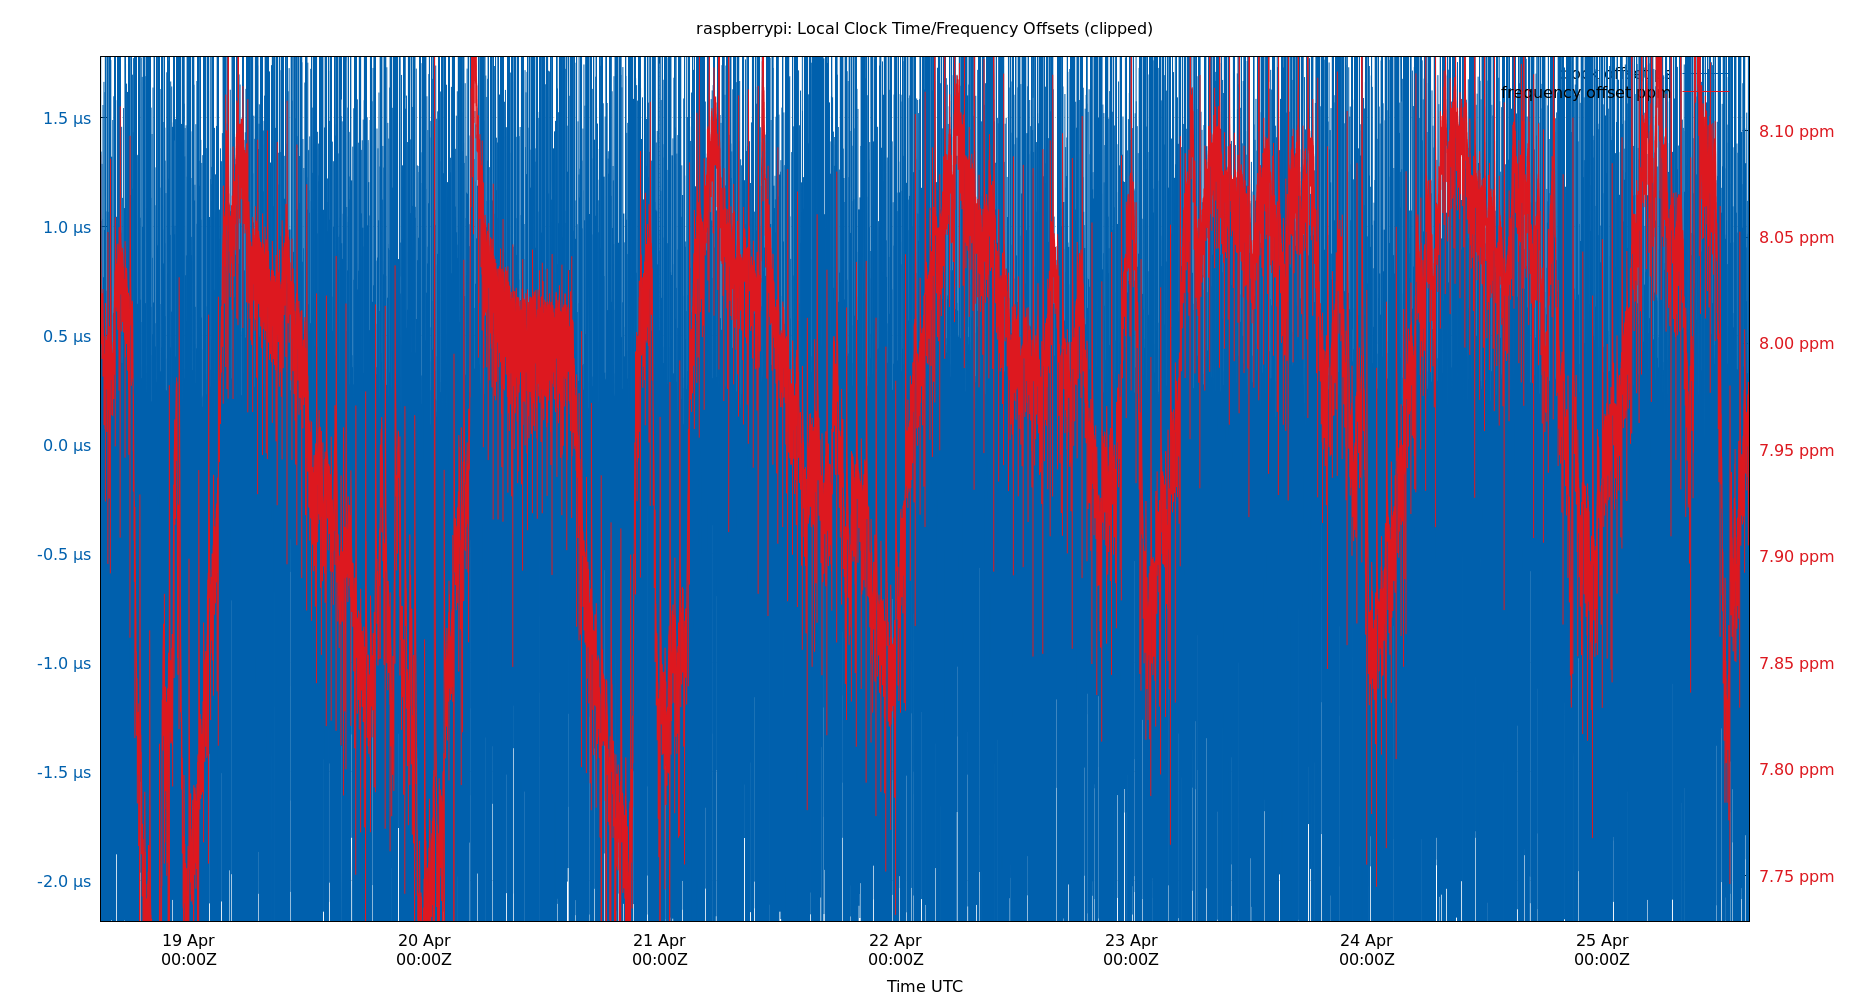 raspberrypi: Local Clock Time/Frequency Offsets (clipped)
clock offset µs
frequency offset ppm
1.5 µs
1.0 µs
0.5 µs
0.0 µs
-0.5 µs
-1.0 µs
-1.5 µs
-2.0 µs
8.10 ppm
8.05 ppm
8.00 ppm
7.95 ppm
7.90 ppm
7.85 ppm
7.80 ppm
7.75 ppm
19 Apr
00:00Z
20 Apr
00:00Z
21 Apr
00:00Z
22 Apr
00:00Z
23 Apr
00:00Z
24 Apr
00:00Z
25 Apr
00:00Z
Time UTC